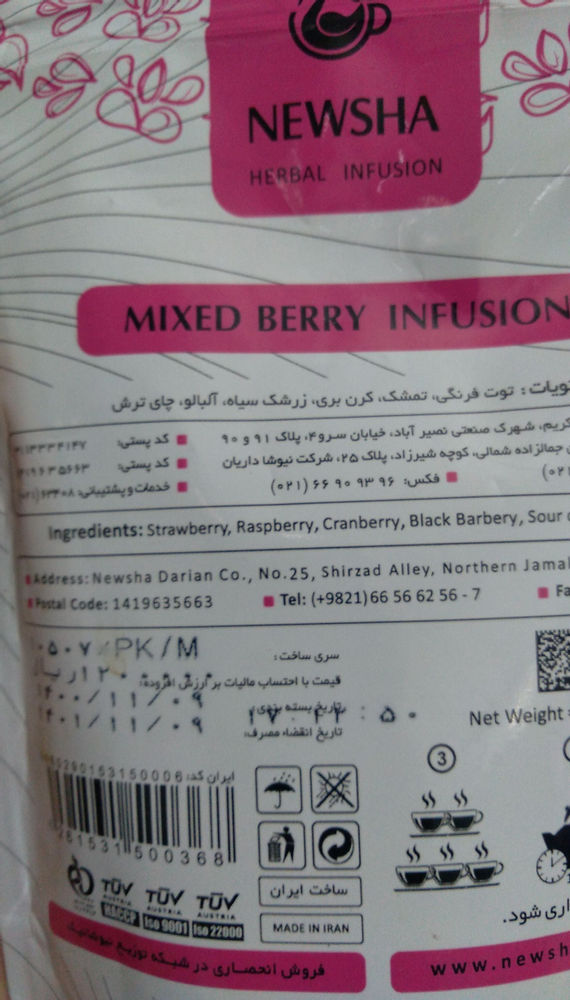 NEWSHA
HERBAL INFUSION
MIXED BERRY INFUSION
توت فرنگی، تمشک، کرن بری، زرشک سیاه، آلبالو، چای ترش
شهرک صنعتی نصیر آباد، خیابان سرو۴، پلاک ۹۱ و ۹۰
کد پستی:
جمالزاده شمالی، کوچه شیرزاد، پلاک ۲۵، شرکت نیوشا داریان
کد پستی: ۱۴۱۹۶۳۵۶۶۳
فکس: ۹۶ ۹۳ ۹۰ ۶۶ (۰۲۱)
خدمات و پشتیبانی:
Ingredients: Strawberry, Raspberry, Cranberry, Black Barbery, Sour
Address: Newsha Darian Co., No.25, Shirzad Alley, Northern
Postal Code: 1419635663
Tel: (+9821) 66 56 62 56 - 7
سری ساخت:
PK/M
قیمت با احتساب مالیات بر ارزش افزوده:
تاریخ بسته بندی:
۱۴۰۰/۱۱/۰۹
تاریخ انقضاء مصرف:
۱۴۰۱/۱۱/۰۹
Net Weight
3
ایران کد:
ساخت ایران
MADE IN IRAN
TÜV AUSTRIA HACCP
TÜV AUSTRIA Iso 9001
TÜV AUSTRIA Iso 22000
فروش انحصاری در شبکه توزیع نیوشاتیک
www.newsh